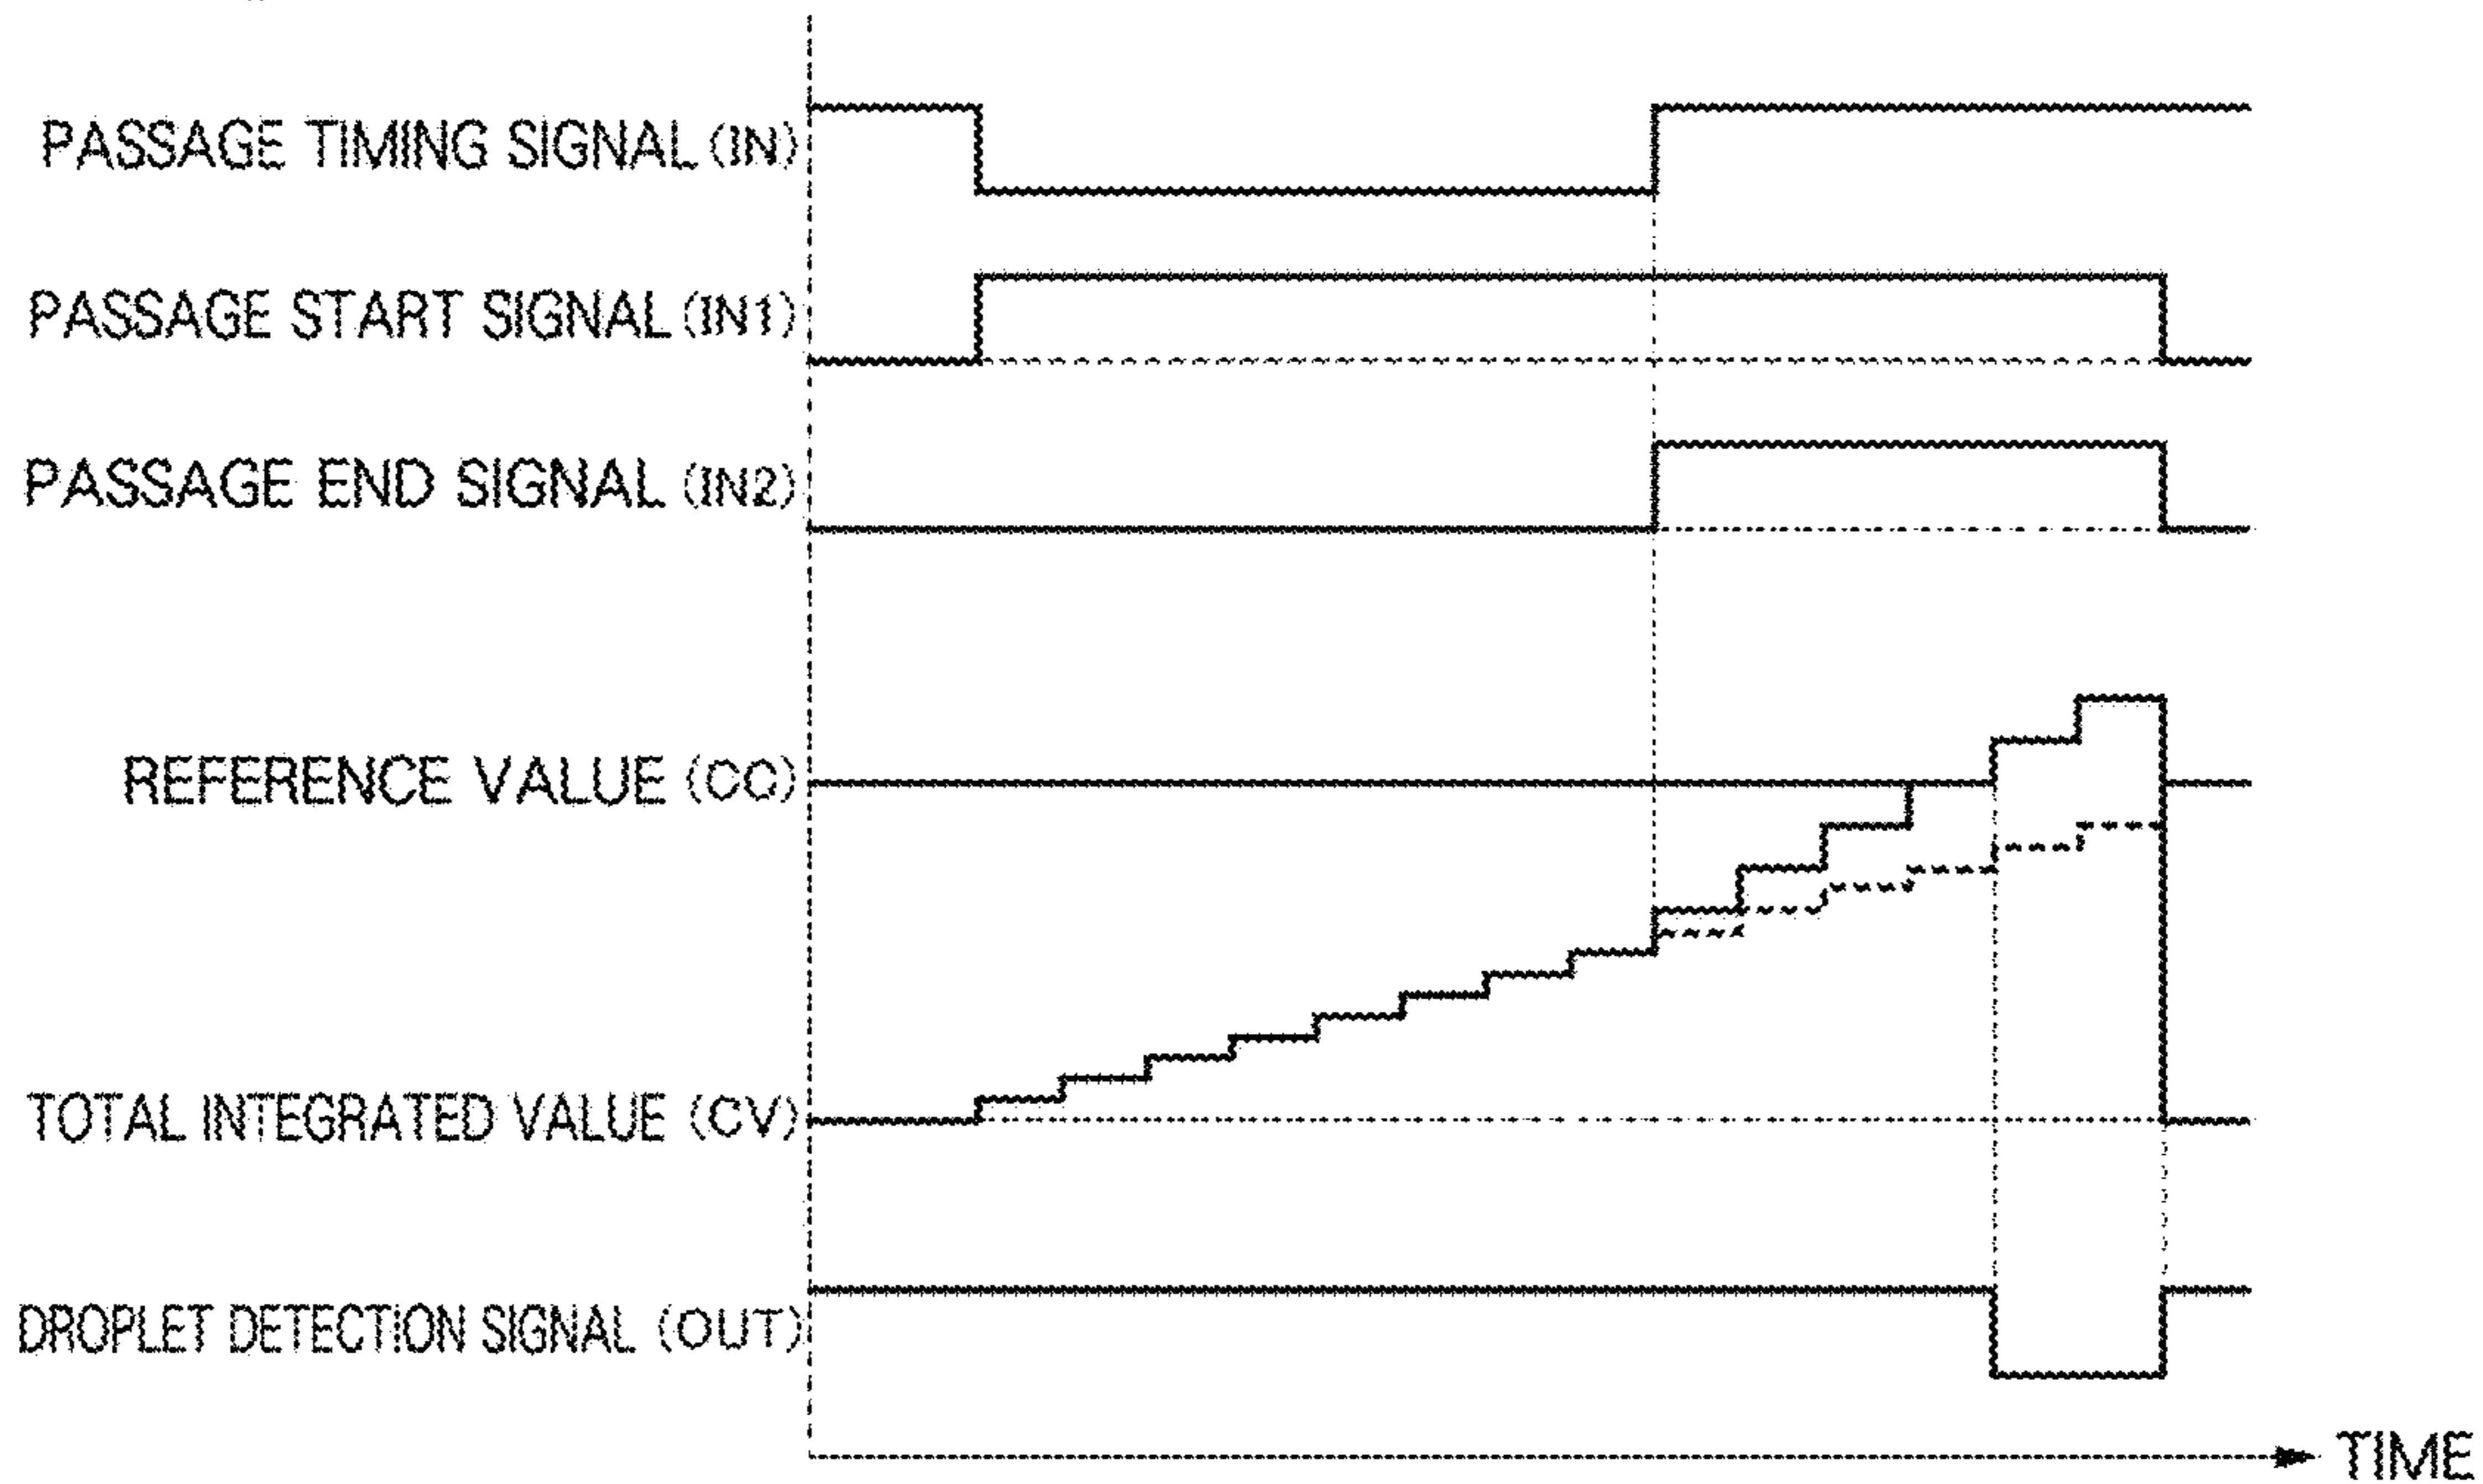 PASSAGE TIMING SIGNAL (IN)
PASSAGE START SIGNAL (IN1)
PASSAGE END SIGNAL (IN2)
REFERENCE VALUE (CO)
TOTAL INTEGRATED VALUE (CV)
DROPLET DETECTION SIGNAL (OUT)
TIME